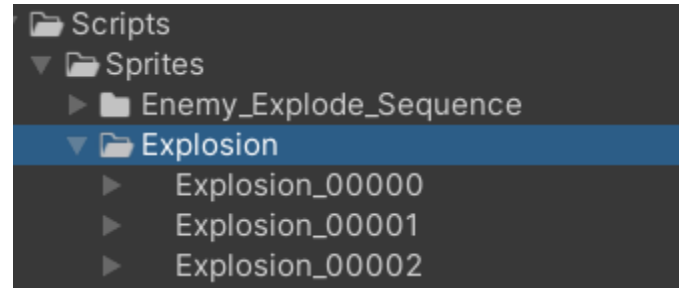 Scripts
Sprites
Enemy_Explode_Sequence
Explosion
Explosion_00000
Explosion_00001
Explosion_00002